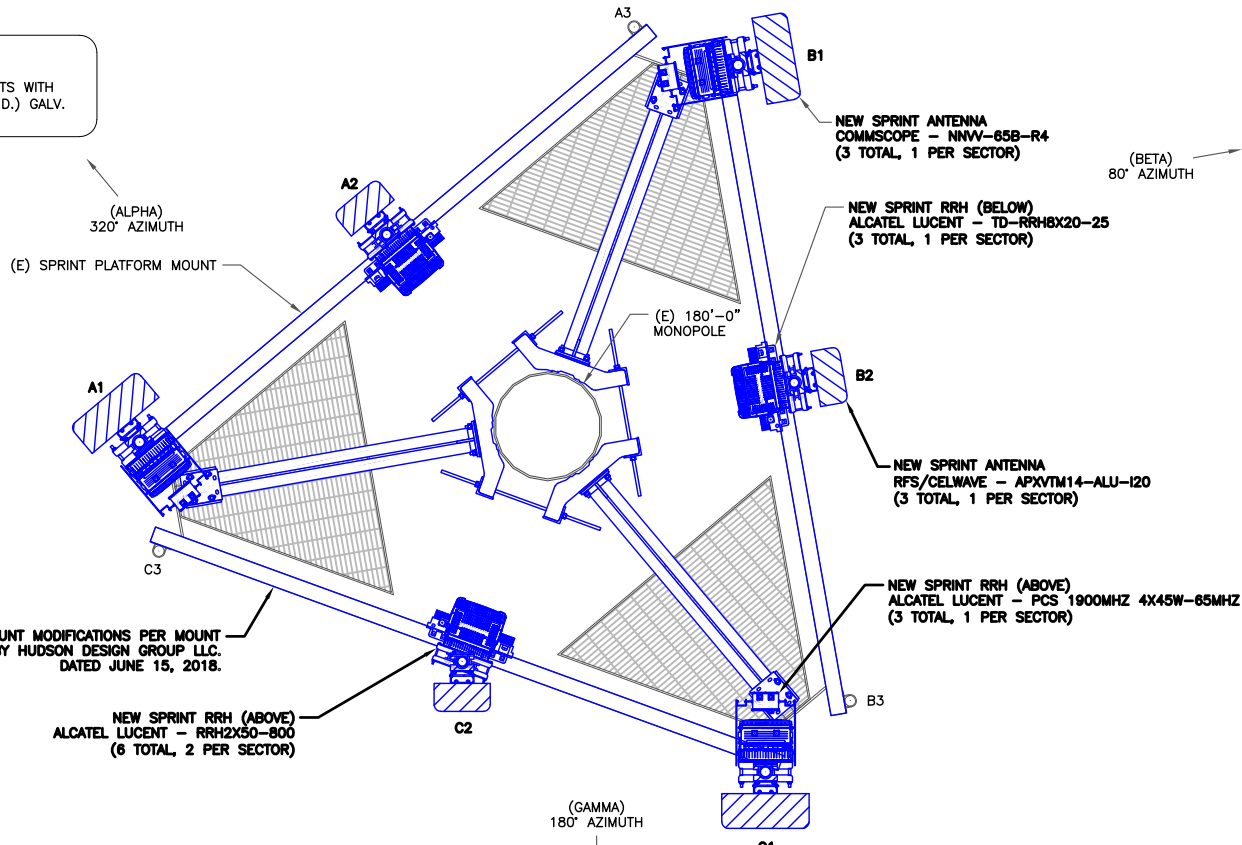 A3
B1
TS WITH
D.) GALV.
NEW SPRINT ANTENNA
COMMSCOPE - NNVV-65B-R4
(3 TOTAL, 1 PER SECTOR)
(BETA)
80° AZIMUTH
A2
(ALPHA)
320° AZIMUTH
NEW SPRINT RRH (BELOW)
ALCATEL LUCENT - TD-RRH8X20-25
(3 TOTAL, 1 PER SECTOR)
(E) SPRINT PLATFORM MOUNT
(E) 180'-0"
MONOPOLE
A1
B2
NEW SPRINT ANTENNA
RFS/CELWAVE - APXVTM14-ALU-I20
(3 TOTAL, 1 PER SECTOR)
C3
NEW SPRINT RRH (ABOVE)
ALCATEL LUCENT - PCS 1900MHZ 4X45W-65MHZ
(3 TOTAL, 1 PER SECTOR)
UNT MODIFICATIONS PER MOUNT
BY HUDSON DESIGN GROUP LLC.
DATED JUNE 15, 2018.
B3
NEW SPRINT RRH (ABOVE)
ALCATEL LUCENT - RRH2X50-800
(6 TOTAL, 2 PER SECTOR)
C2
(GAMMA)
180° AZIMUTH